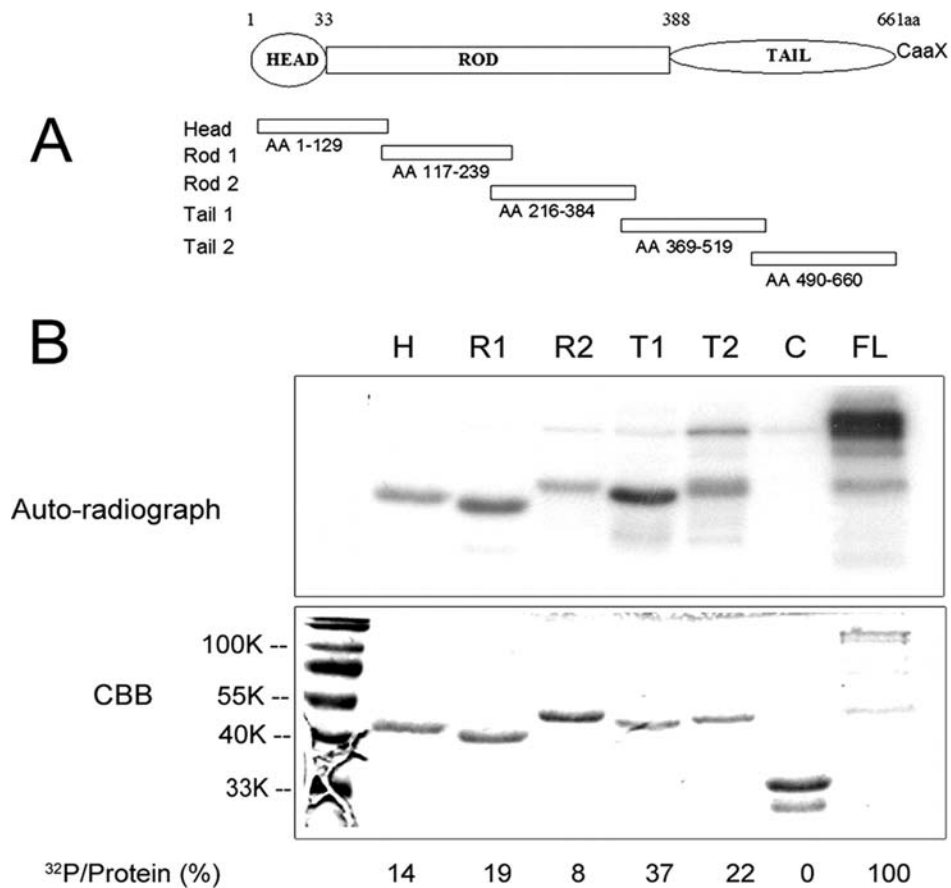 1 33 388 661aa
HEAD ROD TAIL CaaX
A
Head
AA 1-129
Rod 1
AA 117-239
Rod 2
AA 216-384
Tail 1
AA 369-519
Tail 2
AA 490-660
B
H R1 R2 T1 T2 C FL
Auto-radiograph
CBB
100K --
55K --
40K --
33K --
³²P/Protein (%) 14 19 8 37 22 0 100